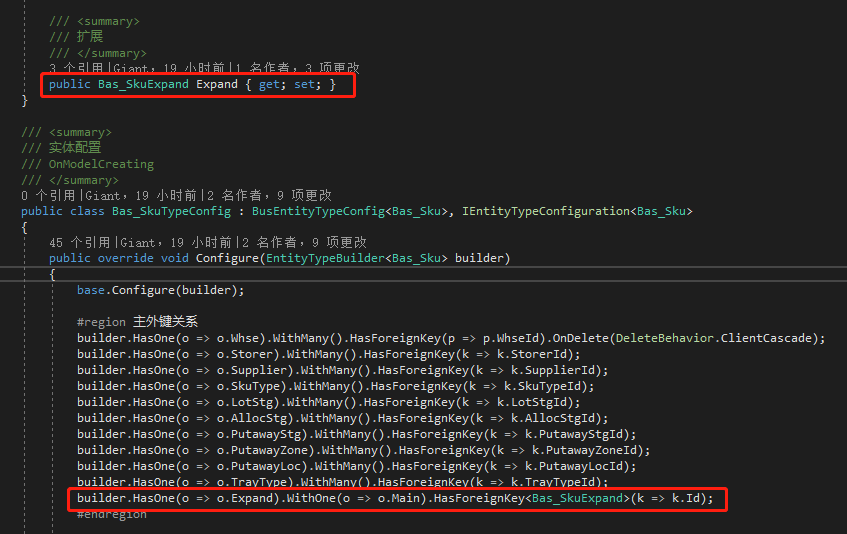 /// <summary>
/// 扩展
/// </summary>
3 个引用|Giant，19 小时前|1 名作者，3 项更改
public Bas_SkuExpand Expand { get; set; }
}
/// <summary>
/// 实体配置
/// OnModelCreating
/// </summary>
0 个引用|Giant，19 小时前|2 名作者，9 项更改
public class Bas_SkuTypeConfig : BusEntityTypeConfig<Bas_Sku>, IEntityTypeConfiguration<Bas_Sku>
{
45 个引用|Giant，19 小时前|2 名作者，9 项更改
public override void Configure(EntityTypeBuilder<Bas_Sku> builder)
{
base.Configure(builder);
#region 主外键关系
builder.HasOne(o => o.Whse).WithMany().HasForeignKey(p => p.WhseId).OnDelete(DeleteBehavior.ClientCascade);
builder.HasOne(o => o.Storer).WithMany().HasForeignKey(k => k.StorerId);
builder.HasOne(o => o.Supplier).WithMany().HasForeignKey(k => k.SupplierId);
builder.HasOne(o => o.SkuType).WithMany().HasForeignKey(k => k.SkuTypeId);
builder.HasOne(o => o.LotStg).WithMany().HasForeignKey(k => k.LotStgId);
builder.HasOne(o => o.AllocStg).WithMany().HasForeignKey(k => k.AllocStgId);
builder.HasOne(o => o.PutawayStg).WithMany().HasForeignKey(k => k.PutawayStgId);
builder.HasOne(o => o.PutawayZone).WithMany().HasForeignKey(k => k.PutawayZoneId);
builder.HasOne(o => o.PutawayLoc).WithMany().HasForeignKey(k => k.PutawayLocId);
builder.HasOne(o => o.TrayType).WithMany().HasForeignKey(k => k.TrayTypeId);
builder.HasOne(o => o.Expand).WithOne(o => o.Main).HasForeignKey<Bas_SkuExpand>(k => k.Id);
#endregion